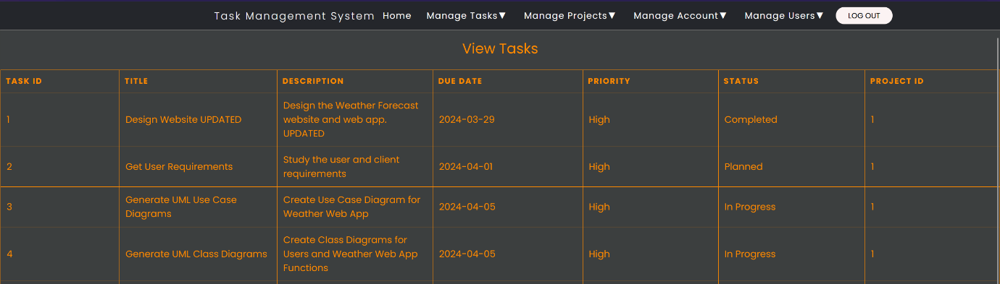 Task Management System Home Manage Tasks▼ Manage Projects▼ Manage Account▼ Manage Users▼ LOG OUT
View Tasks
TASK ID TITLE DESCRIPTION DUE DATE PRIORITY STATUS PROJECT ID
1 Design Website UPDATED Design the Weather Forecast
website and web app.
UPDATED 2024-03-29 High Completed 1
2 Get User Requirements Study the user and client
requirements 2024-04-01 High Planned 1
3 Generate UML Use Case
Diagrams Create Use Case Diagram for
Weather Web App 2024-04-05 High In Progress 1
4 Generate UML Class Diagrams Create Class Diagrams for
Users and Weather Web App
Functions 2024-04-05 High In Progress 1